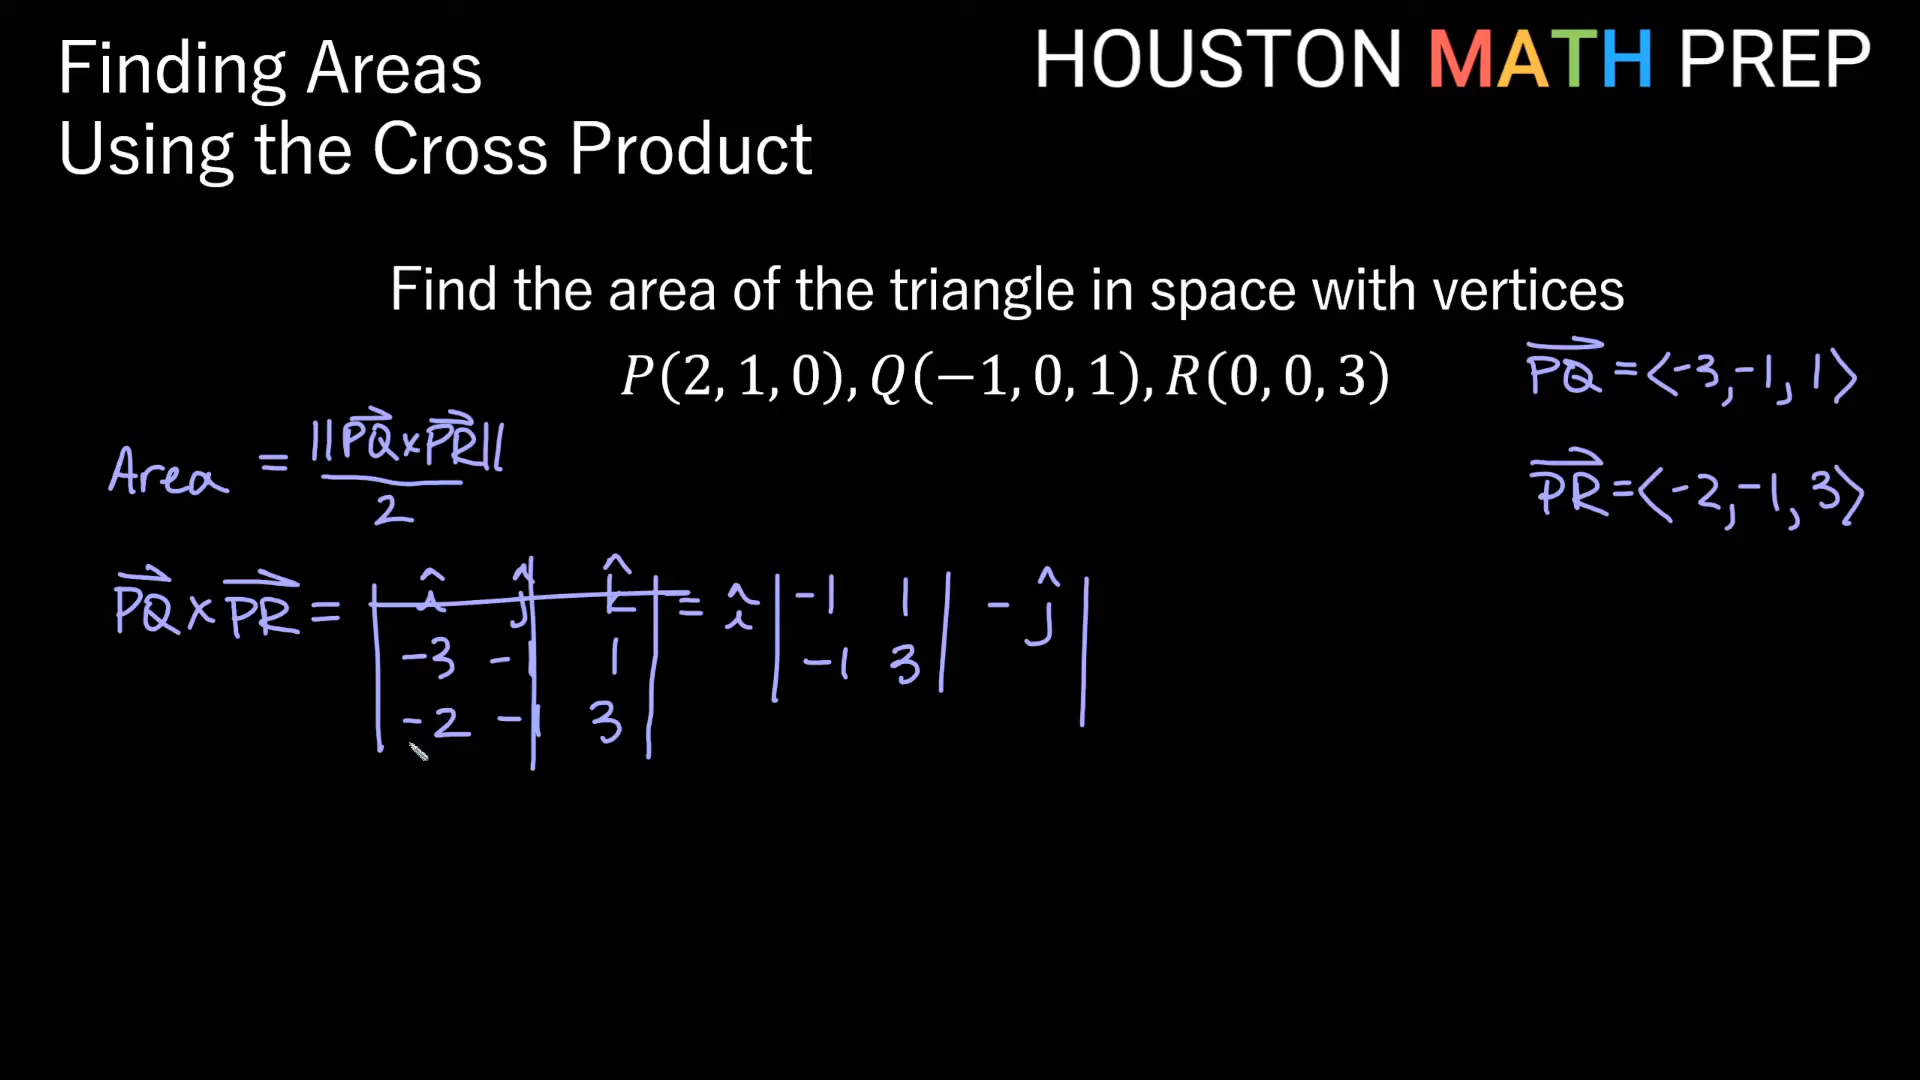 Finding Areas
Using the Cross Product
HOUSTON MATH PREP
Find the area of the triangle in space with vertices
P(2, 1, 0), Q(−1, 0, 1), R(0, 0, 3)
PQ = <-3, -1, 1>
PR = <-2, -1, 3>
Area = ||PQ × PR|| / 2
PQ × PR = | î ĵ k̂ | = î | -1 1 | - ĵ |
-3 -1 1 -1 3
-2 -1 3